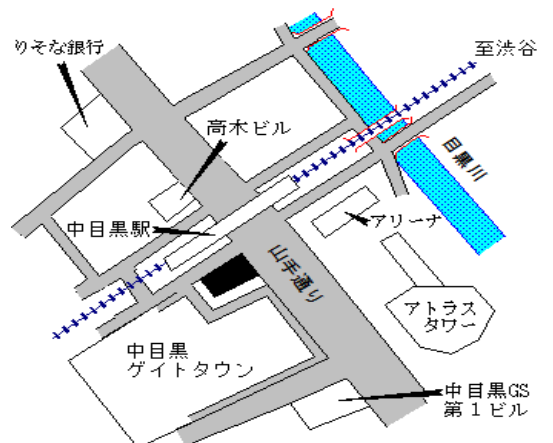 りそな銀行
至渋谷
高木ビル
目黒川
中目黒駅
アリーナ
山手通り
アトラス
タワー
中目黒
ゲイトタウン
中目黒GS
第１ビル